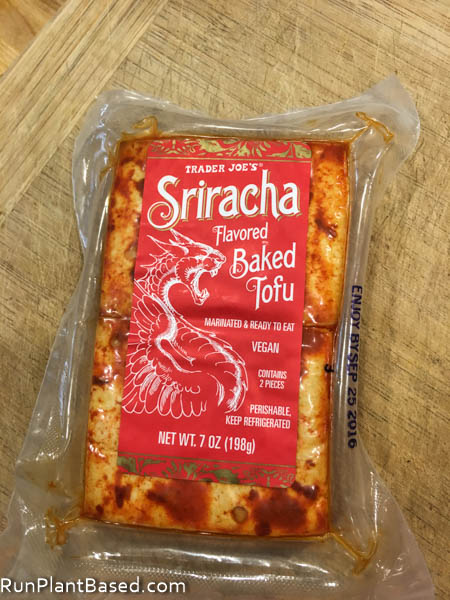 TRADER JOE'S®
Sriracha
Flavored
Baked
Tofu
MARINATED & READY TO EAT
VEGAN
CONTAINS
2 PIECES
PERISHABLE,
KEEP REFRIGERATED
NET WT. 7 OZ (198g)
ENJOY BY SEP 25 2016
RunPlantBased.com